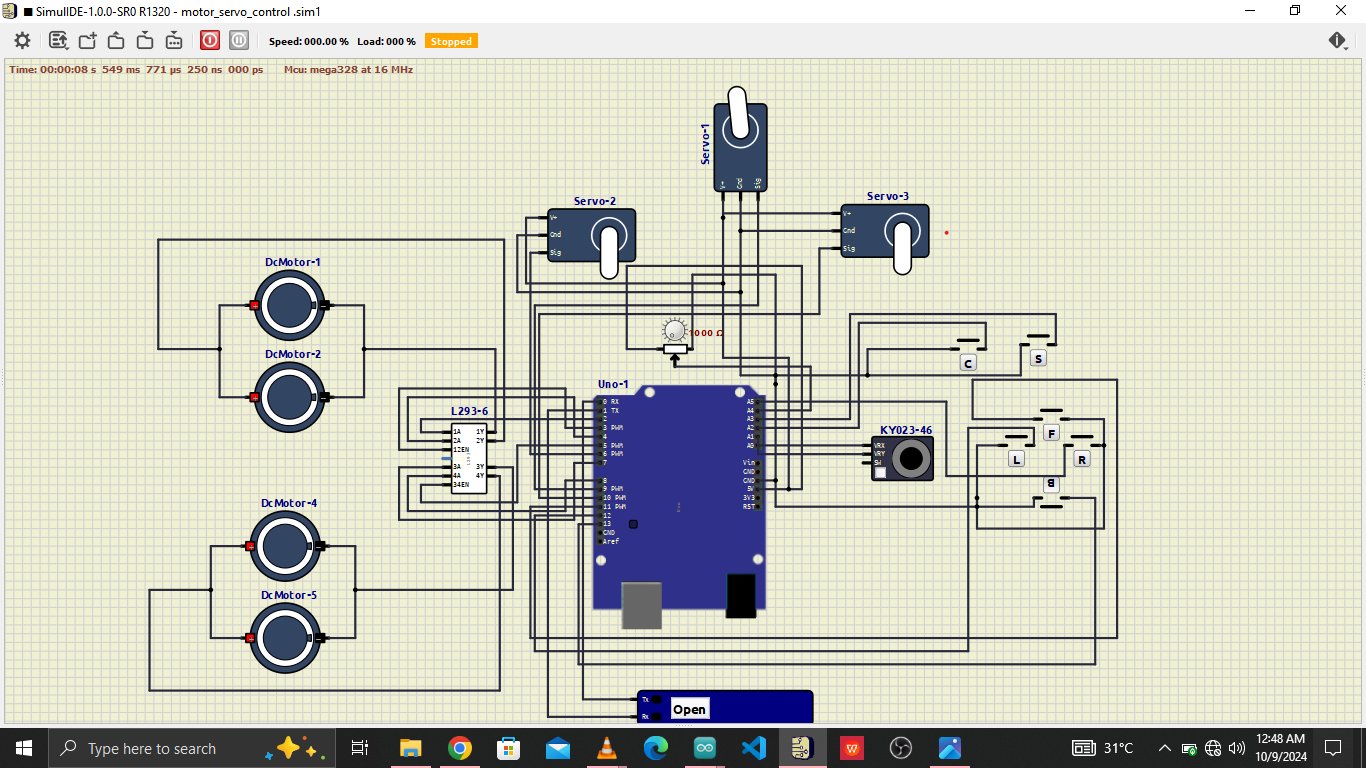 SimulIDE-1.0.0-SR0 R1320 - motor_servo_control .sim1
Speed: 000.00 % Load: 000 % Stopped
Time: 00:00:08 s 549 ms 771 µs 250 ns 000 ps Mcu: mega328 at 16 MHz
Servo-1
V+ Gnd Sig
Servo-2
V+
Gnd
Sig
Servo-3
V+
Gnd
Sig
DcMotor-1
DcMotor-2
1000 Ω
C
S
Uno-1
0 RX
1 TX
2
3 PWM
4
5 PWM
6 PWM
7
8
9 PWM
10 PWM
11 PWM
12
13
GND
Aref
A5
A4
A3
A2
A1
A0
Vin
GND
GND
5V
3V3
RST
L293-6
1A 1Y
2A 2Y
12EN
3A 3Y
4A 4Y
34EN
KY023-46
VRX
VRY
SW
F
L
R
B
DcMotor-4
DcMotor-5
Tx
Rx
Open
Type here to search
31°C
12:48 AM
10/9/2024